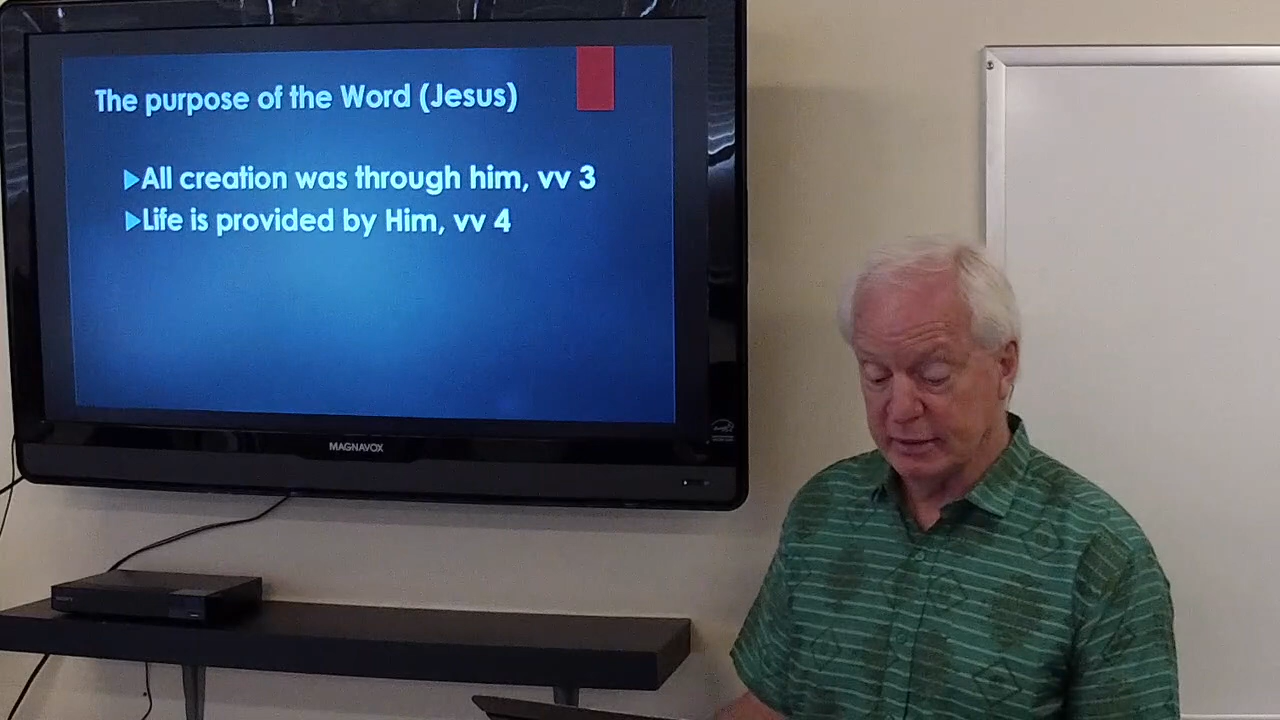 The purpose of the Word (Jesus)
All creation was through him, vv 3
Life is provided by Him, vv 4
MAGNAVOX
SONY